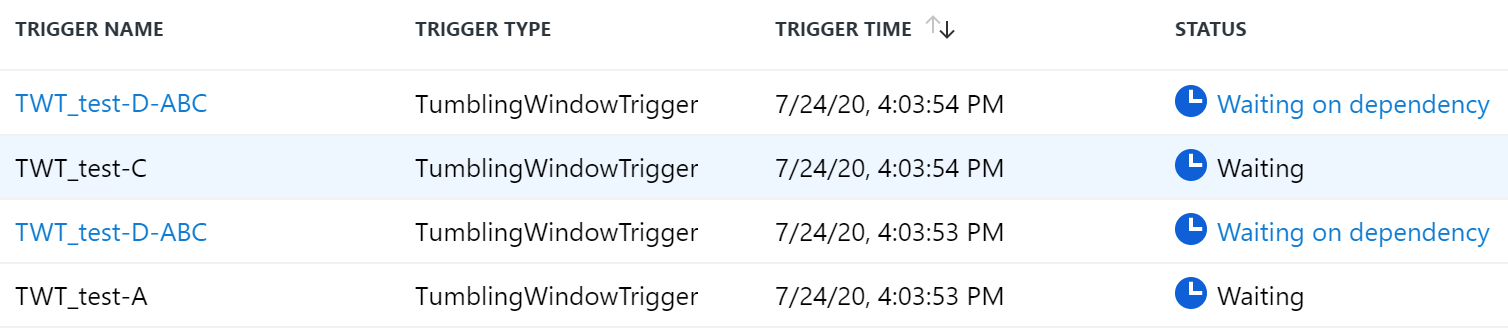 TRIGGER NAME TRIGGER TYPE TRIGGER TIME STATUS
TWT_test-D-ABC TumblingWindowTrigger 7/24/20, 4:03:54 PM Waiting on dependency
TWT_test-C TumblingWindowTrigger 7/24/20, 4:03:54 PM Waiting
TWT_test-D-ABC TumblingWindowTrigger 7/24/20, 4:03:53 PM Waiting on dependency
TWT_test-A TumblingWindowTrigger 7/24/20, 4:03:53 PM Waiting